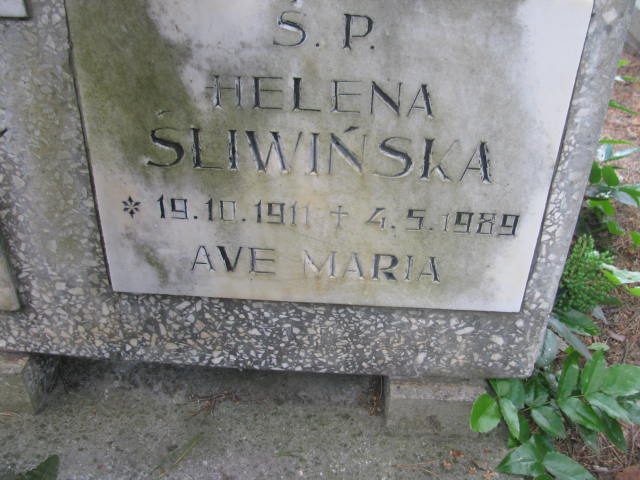 Ś. P.
HELENA
ŚLIWIŃSKA
* 19.10.1911 + 4.5.1989
AVE MARIA